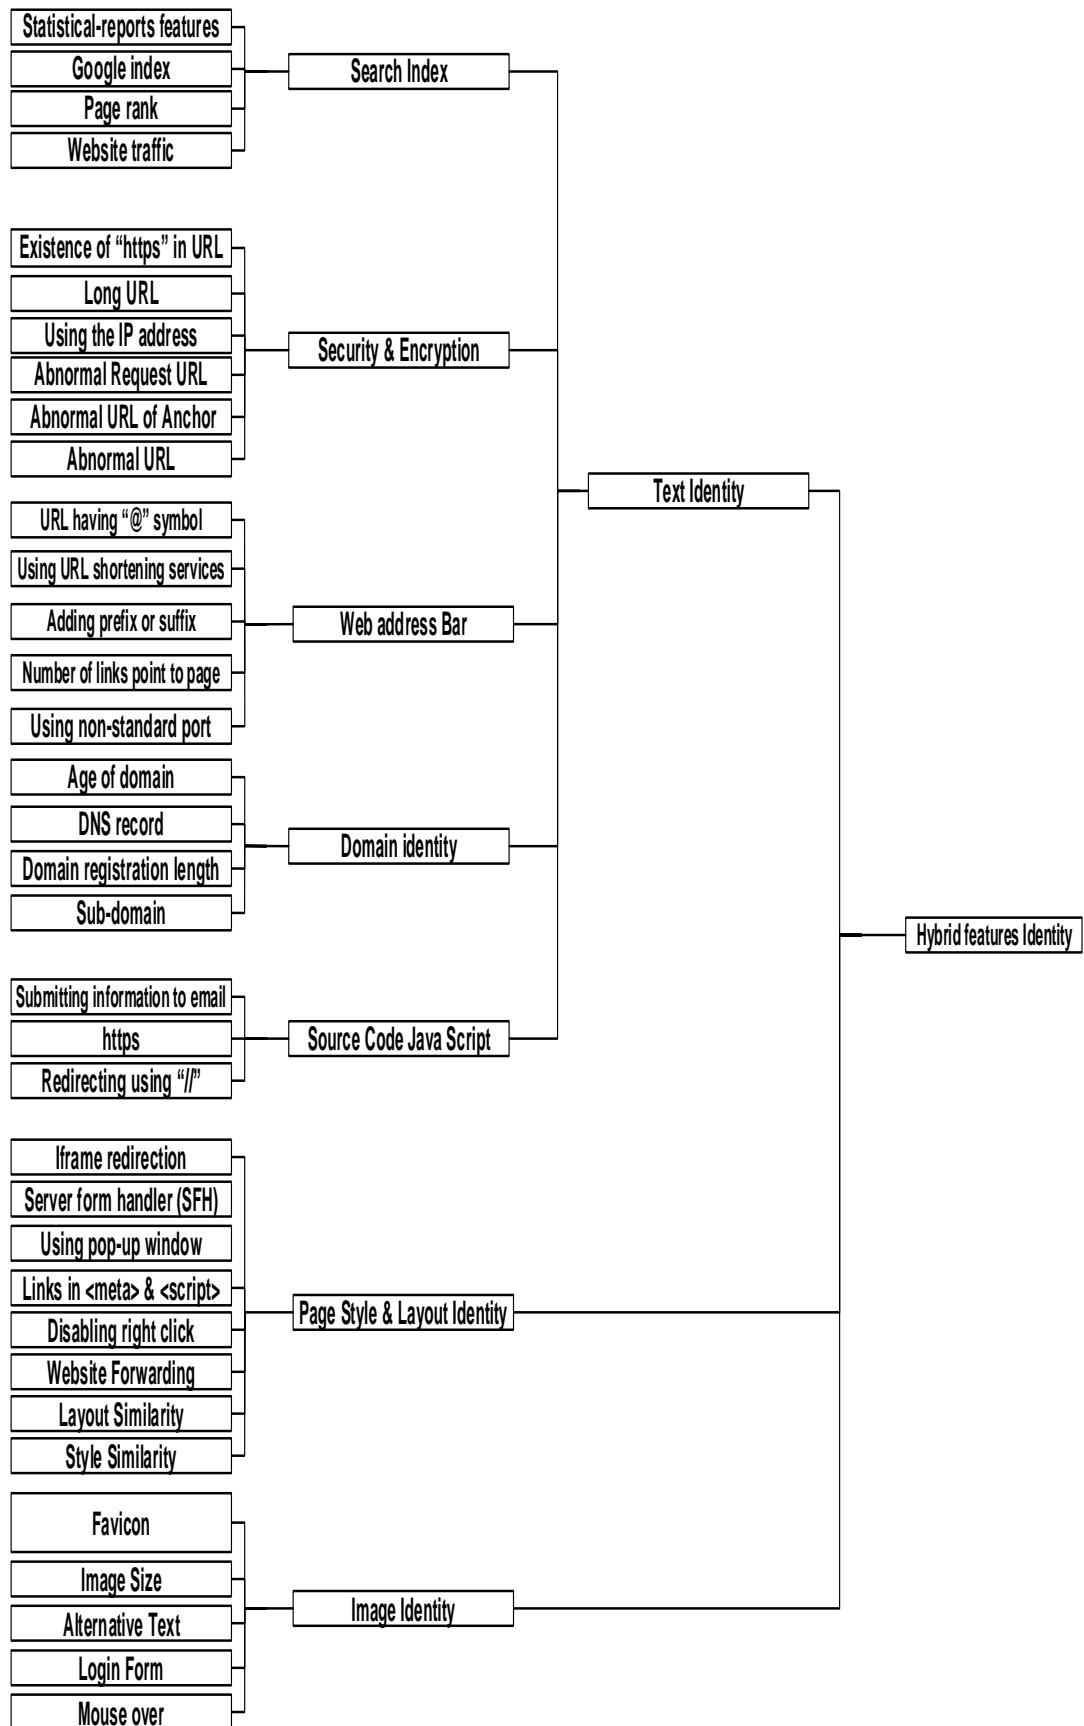 Statistical-reports features
Google index
Page rank
Website traffic
Search Index
Existence of “https” in URL
Long URL
Using the IP address
Abnormal Request URL
Abnormal URL of Anchor
Abnormal URL
Security & Encryption
Text Identity
URL having “@” symbol
Using URL shortening services
Adding prefix or suffix
Number of links point to page
Using non-standard port
Web address Bar
Age of domain
DNS record
Domain registration length
Sub-domain
Domain identity
Hybrid features Identity
Submitting information to email
https
Redirecting using “//”
Source Code Java Script
Iframe redirection
Server form handler (SFH)
Using pop-up window
Links in <meta> & <script>
Disabling right click
Website Forwarding
Layout Similarity
Style Similarity
Page Style & Layout Identity
Favicon
Image Size
Alternative Text
Login Form
Mouse over
Image Identity